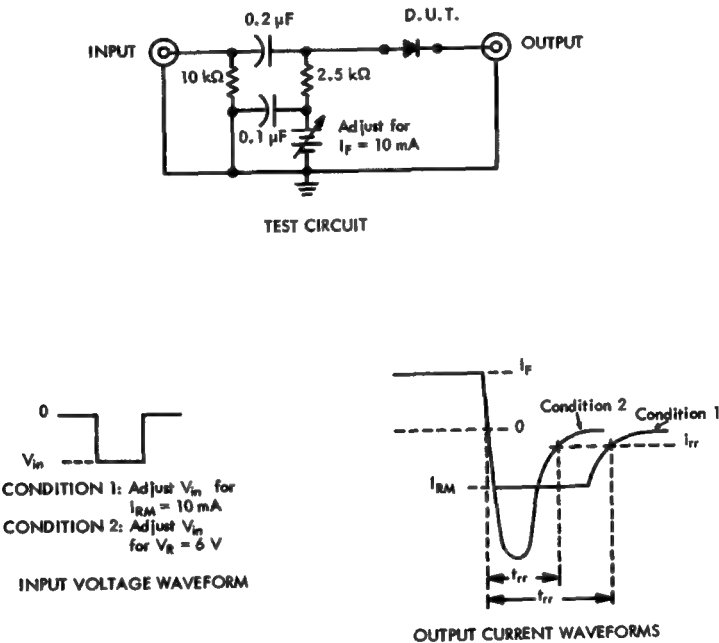 0.2 μF
D.U.T.
INPUT
OUTPUT
10 kΩ
2.5 kΩ
0.1 μF
Adjust for
IF = 10 mA
TEST CIRCUIT
0
Vin
CONDITION 1: Adjust Vin for
IRM = 10 mA
CONDITION 2: Adjust Vin
for VR = 6 V
INPUT VOLTAGE WAVEFORM
IF
Condition 2
Condition 1
0
irr
IRM
trr
trr
OUTPUT CURRENT WAVEFORMS